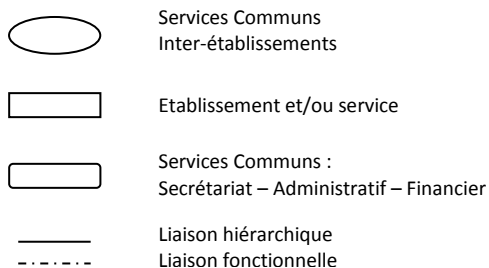 Services Communs
Inter-établissements
Etablissement et/ou service
Services Communs :
Secrétariat – Administratif – Financier
Liaison hiérarchique
Liaison fonctionnelle